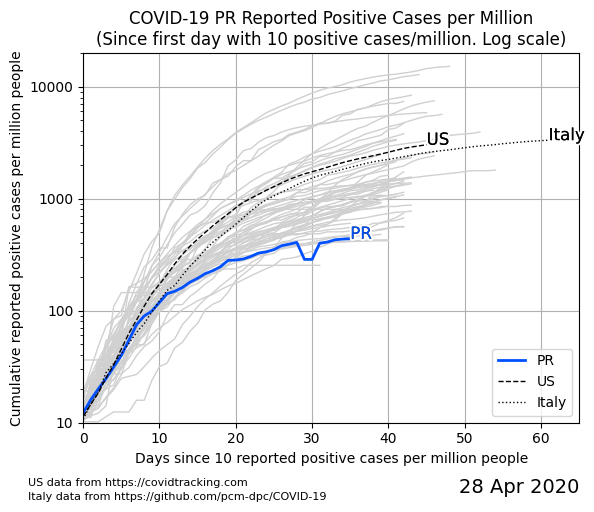 COVID-19 PR Reported Positive Cases per Million
(Since first day with 10 positive cases/million. Log scale)
Cumulative reported positive cases per million people
10000
1000
100
10
US
Italy
PR
PR
US
Italy
0 10 20 30 40 50 60
Days since 10 reported positive cases per million people
US data from https://covidtracking.com
Italy data from https://github.com/pcm-dpc/COVID-19
28 Apr 2020